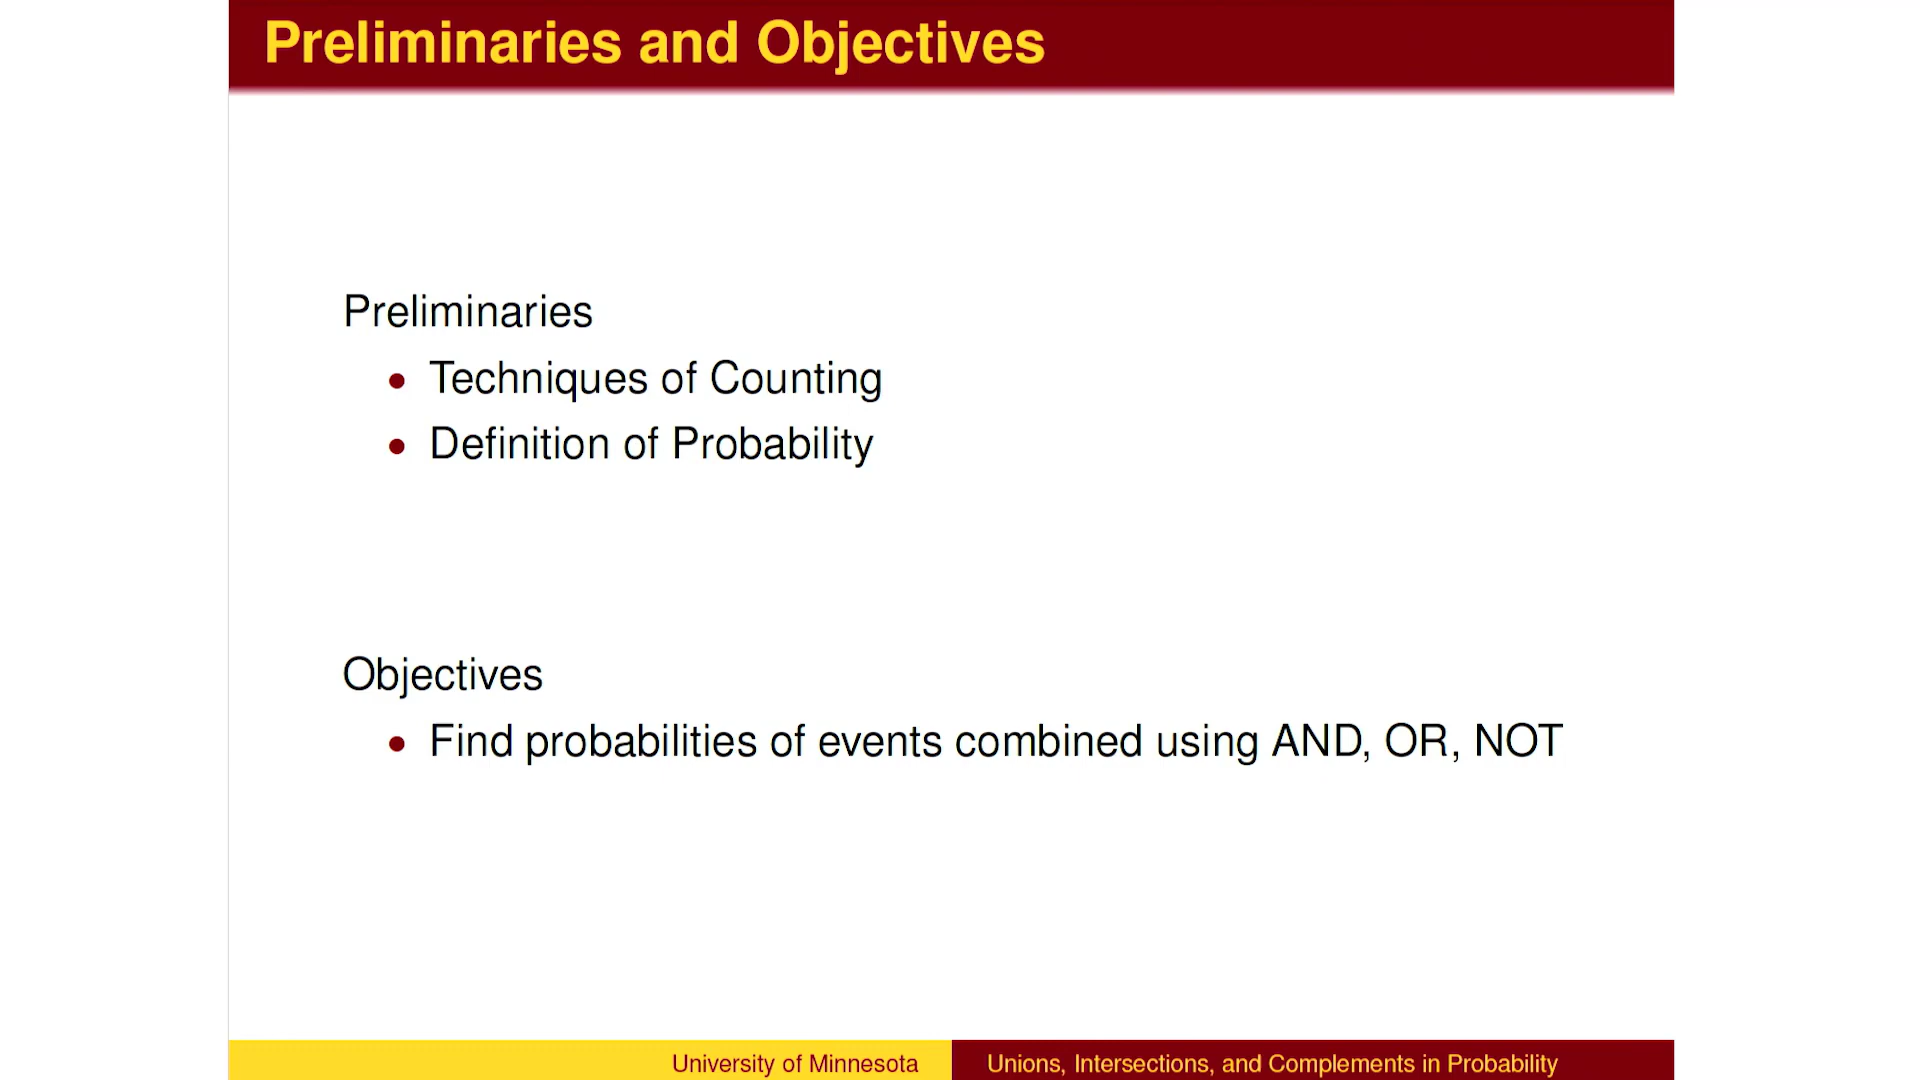 Preliminaries and Objectives
Preliminaries
• Techniques of Counting
• Definition of Probability
Objectives
• Find probabilities of events combined using AND, OR, NOT
University of Minnesota
Unions, Intersections, and Complements in Probability